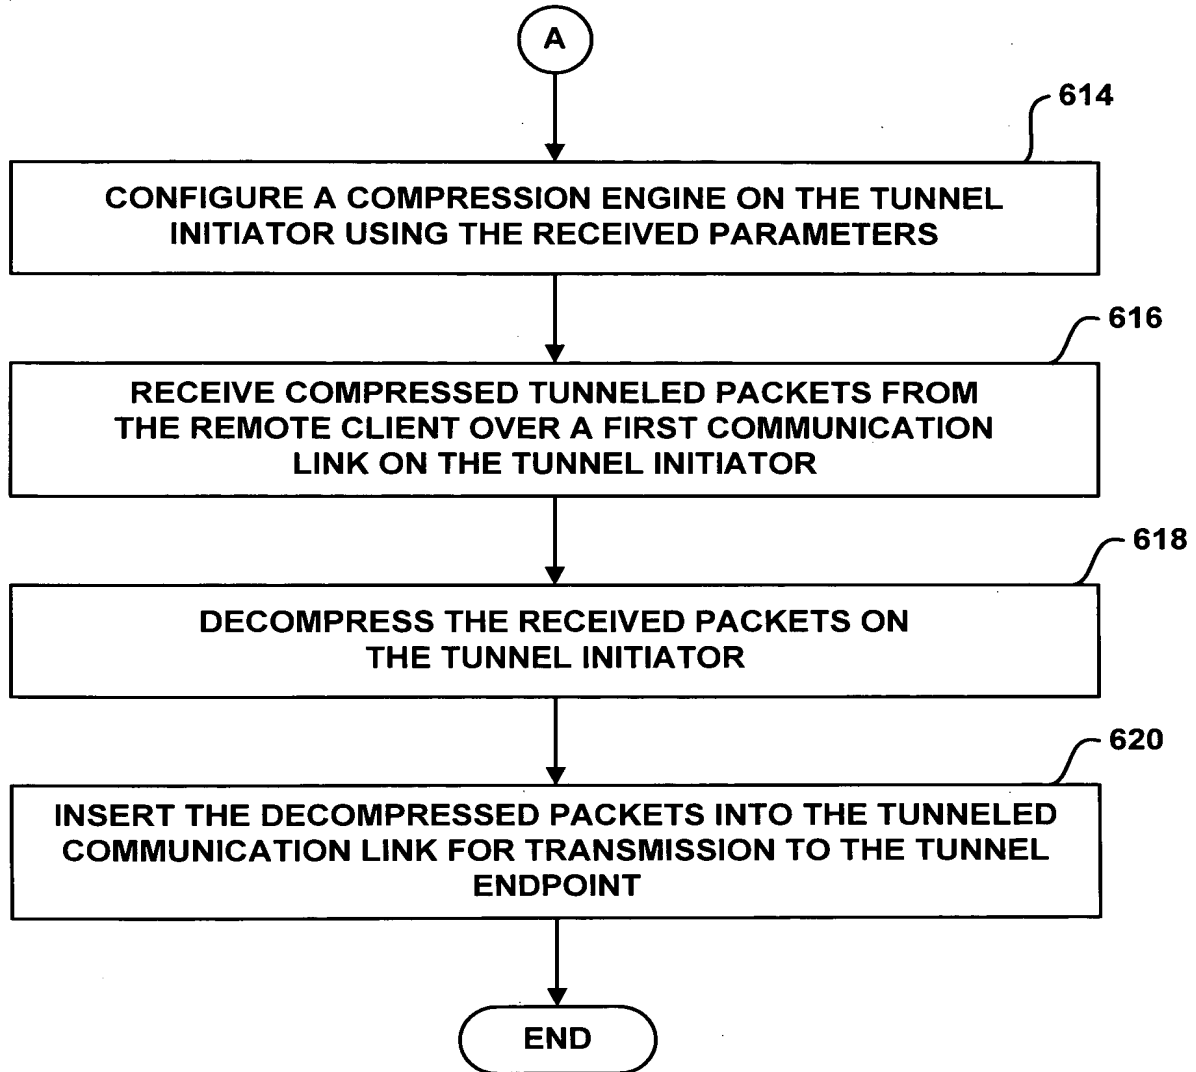 A
614
CONFIGURE A COMPRESSION ENGINE ON THE TUNNEL
INITIATOR USING THE RECEIVED PARAMETERS
616
RECEIVE COMPRESSED TUNNELED PACKETS FROM
THE REMOTE CLIENT OVER A FIRST COMMUNICATION
LINK ON THE TUNNEL INITIATOR
618
DECOMPRESS THE RECEIVED PACKETS ON
THE TUNNEL INITIATOR
620
INSERT THE DECOMPRESSED PACKETS INTO THE TUNNELED
COMMUNICATION LINK FOR TRANSMISSION TO THE TUNNEL
ENDPOINT
END